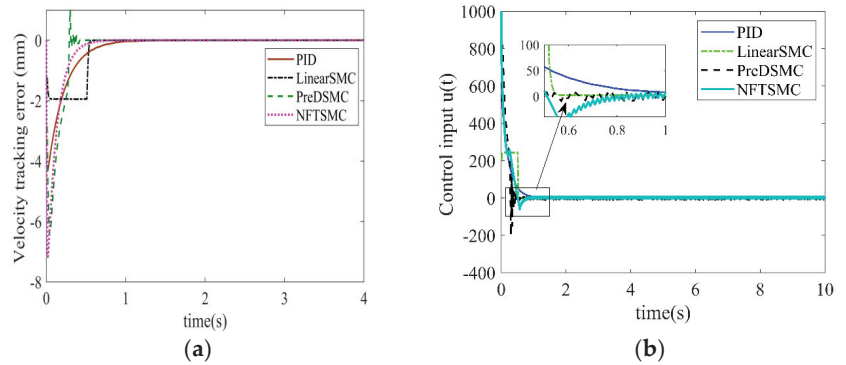 Velocity tracking error (mm)
0
-2
-4
-6
-8
0
1
2
3
4
time(s)
PID
LinearSMC
PreDSMC
NFTSMC
(a)
Control input u(t)
1000
800
600
400
200
0
-200
-400
0
2
4
6
8
10
time(s)
100
50
0
0.6
0.8
1
PID
LinearSMC
PreDSMC
NFTSMC
(b)